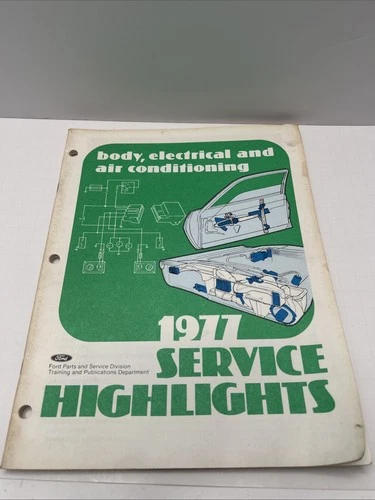 body, electrical and
air conditioning
1977
SERVICE
HIGHLIGHTS
Ford
Ford Parts and Service Division
Training and Publications Department